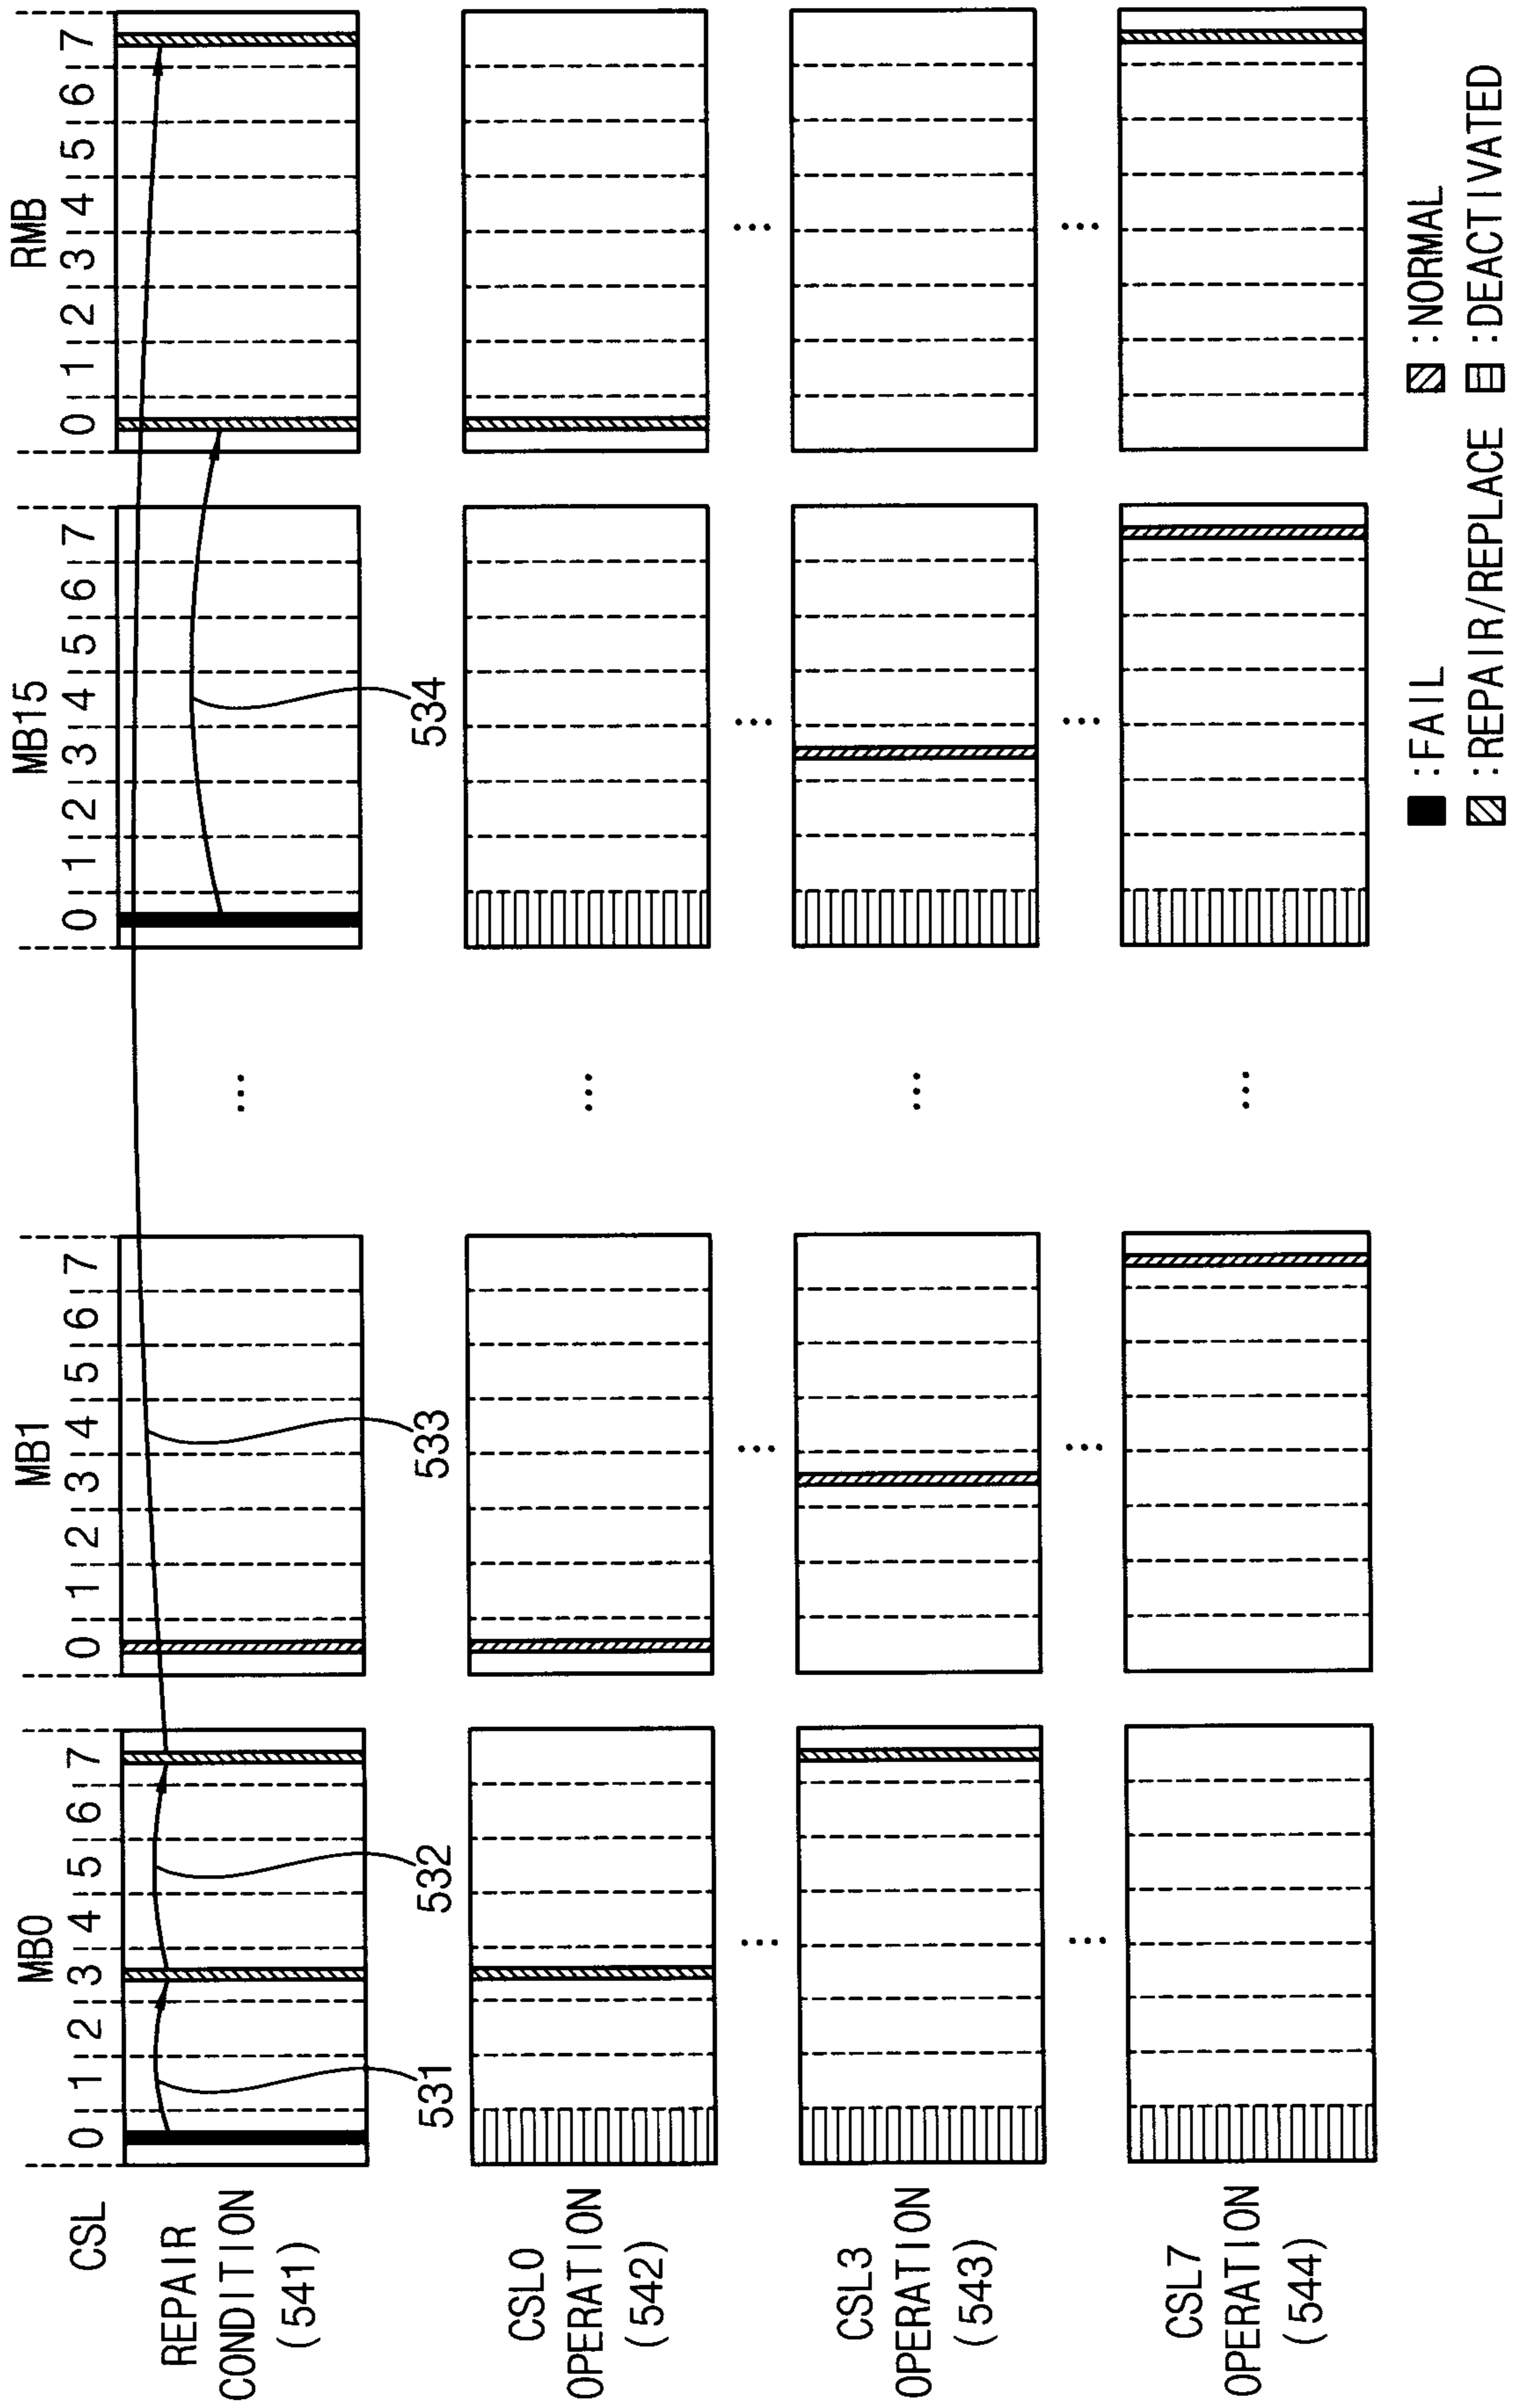 MB0 MB1 MB15 RMB
CSL 0 1 2 3 4 5 6 7 0 1 2 3 4 5 6 7 0 1 2 3 4 5 6 7 0 1 2 3 4 5 6 7
REPAIR
CONDITION
(541)
...
531 532 533 534
CSL0
OPERATION
(542)
...
... ... ... ...
CSL3
OPERATION
(543)
...
... ... ... ...
CSL7
OPERATION
(544)
...
:FAIL :NORMAL
:REPAIR/REPLACE :DEACTIVATED